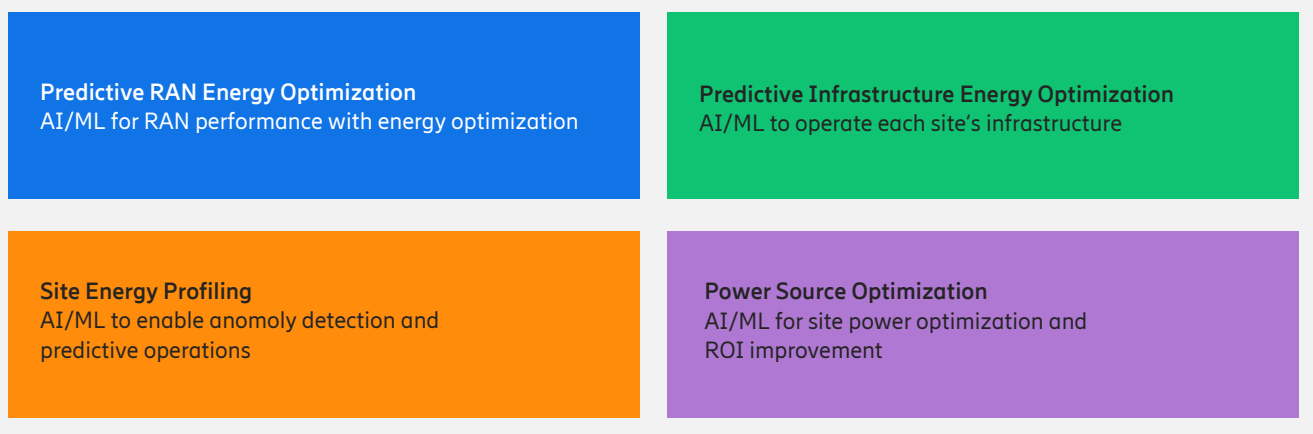 Predictive RAN Energy Optimization
AI/ML for RAN performance with energy optimization
Predictive Infrastructure Energy Optimization
AI/ML to operate each site's infrastructure
Site Energy Profiling
AI/ML to enable anomoly detection and
predictive operations
Power Source Optimization
AI/ML for site power optimization and
ROI improvement